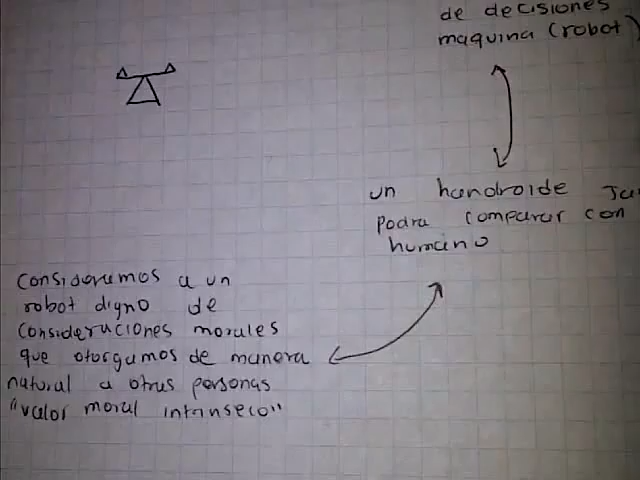 de decisiones
maquina (robot)
un handroide
podra comparar con
humano
Consideremos a un
robot digno de
consideraciones morales
que otorgamos de manera
natural a otras personas
"valor moral intrinseco"